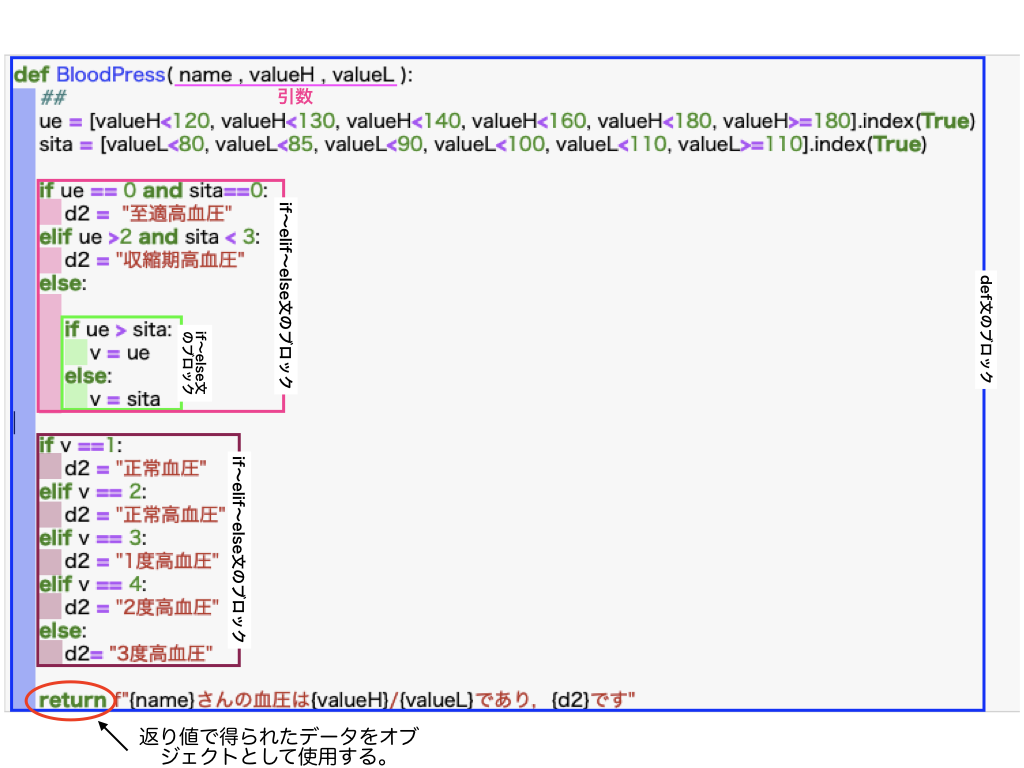 def BloodPress( name , valueH , valueL ):
##
引数
ue = [valueH<120, valueH<130, valueH<140, valueH<160, valueH<180, valueH>=180].index(True)
sita = [valueL<80, valueL<85, valueL<90, valueL<100, valueL<110, valueL>=110].index(True)
if ue == 0 and sita==0:
d2 = "至適高血圧"
elif ue >2 and sita < 3:
d2 = "収縮期高血圧"
else:
if ue > sita:
v = ue
else:
v = sita
if〜else文
のブロック
if〜elif〜else文のブロック
def文のブロック
if v ==1:
d2 = "正常血圧"
elif v == 2:
d2 = "正常高血圧"
elif v == 3:
d2 = "1度高血圧"
elif v == 4:
d2 = "2度高血圧"
else:
d2= "3度高血圧"
if〜elif〜else文のブロック
return f"{name}さんの血圧は{valueH}/{valueL}であり，{d2}です"
返り値で得られたデータをオブ
ジェクトとして使用する。